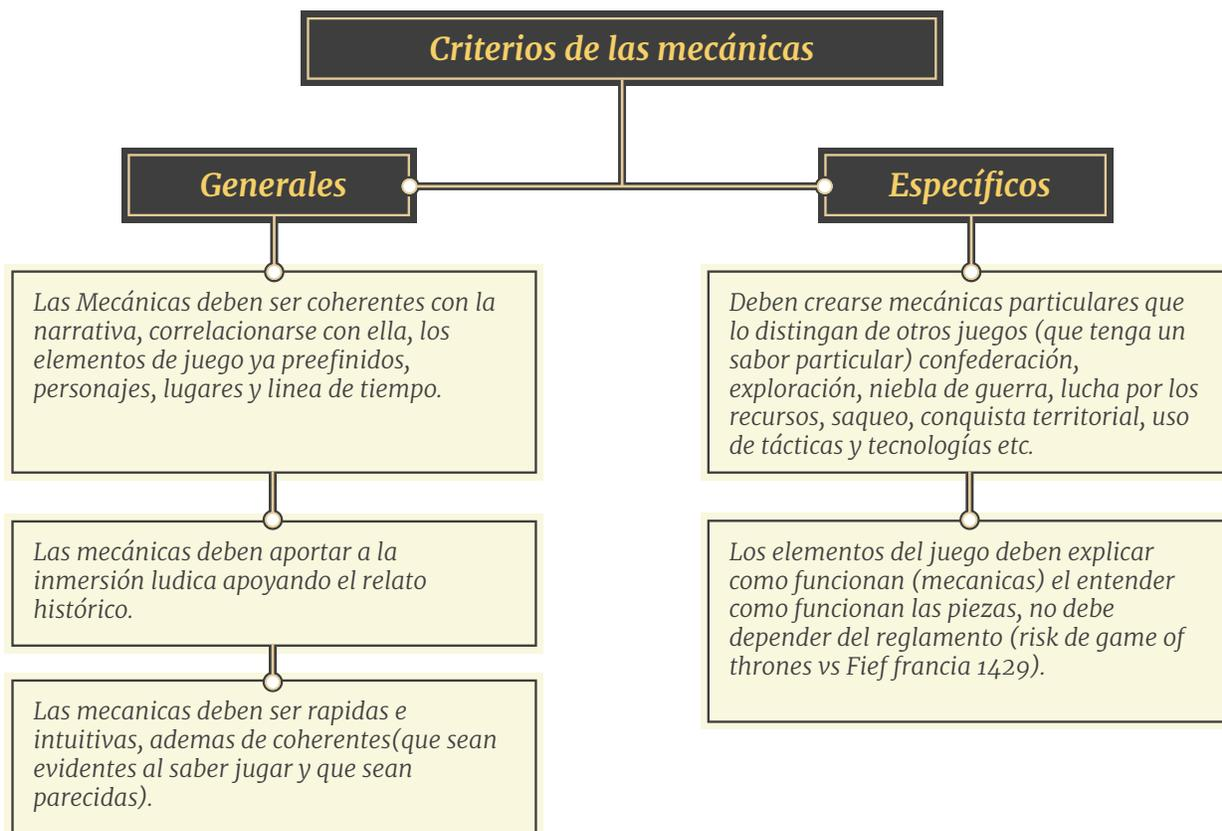 Criterios de las mecánicas
Generales
Específicos
Las Mecánicas deben ser coherentes con la
narrativa, correlacionarse con ella, los
elementos de juego ya preefinidos,
personajes, lugares y linea de tiempo.
Las mecánicas deben aportar a la
inmersión ludica apoyando el relato
histórico.
Las mecanicas deben ser rapidas e
intuitivas, ademas de coherentes(que sean
evidentes al saber jugar y que sean
parecidas).
Deben crearse mecánicas particulares que
lo distingan de otros juegos (que tenga un
sabor particular) confederación,
exploración, niebla de guerra, lucha por los
recursos, saqueo, conquista territorial, uso
de tácticas y tecnologías etc.
Los elementos del juego deben explicar
como funcionan (mecanicas) el entender
como funcionan las piezas, no debe
depender del reglamento (risk de game of
thrones vs Fief francia 1429).